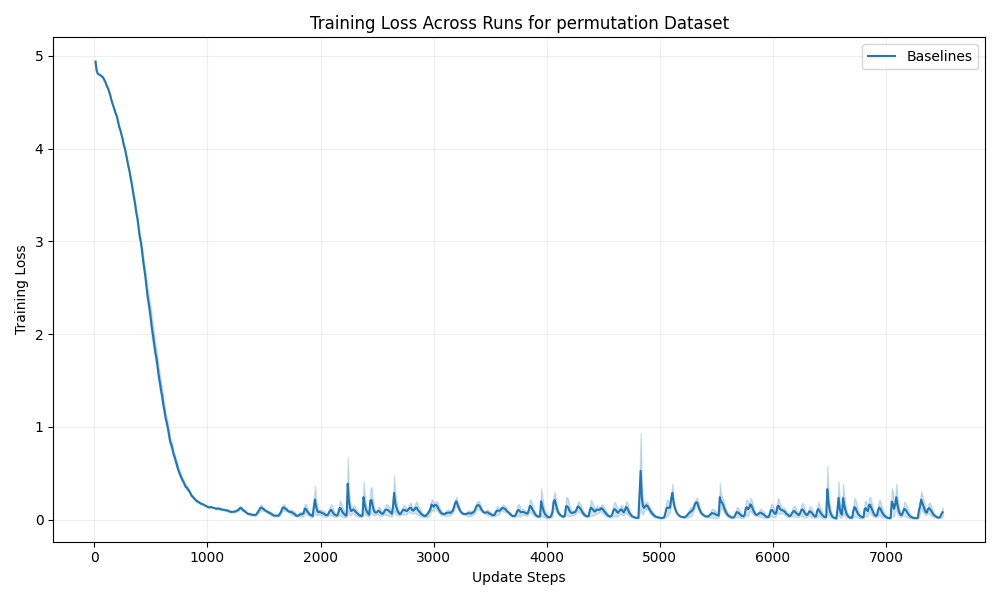 Training Loss Across Runs for permutation Dataset
Baselines
Training Loss
5
4
3
2
1
0
0 1000 2000 3000 4000 5000 6000 7000
Update Steps